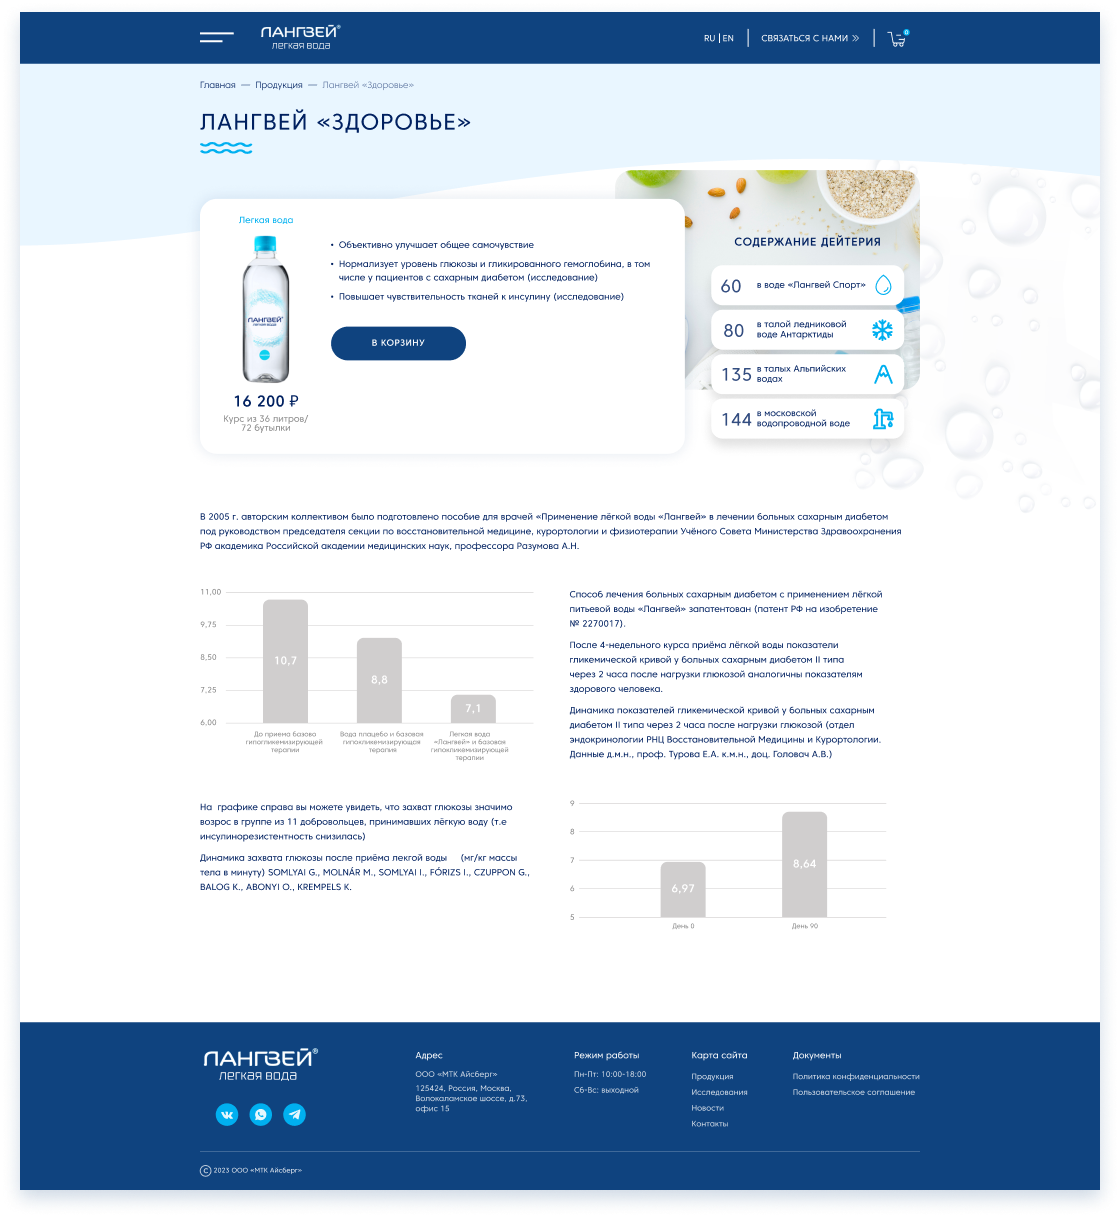 ЛАНГВЕЙ®
легкая вода
RU | EN
СВЯЗАТЬСЯ С НАМИ »
0
Главная — Продукция — Лангвей «Здоровье»
ЛАНГВЕЙ «ЗДОРОВЬЕ»
Легкая вода
ЛАНГВЕЙ®
ЛЕГКАЯ ВОДА
16 200 ₽
Курс из 36 литров/
72 бутылки
• Объективно улучшает общее самочувствие
• Нормализует уровень глюкозы и гликированного гемоглобина, в том
числе у пациентов с сахарным диабетом (исследование)
• Повышает чувствительность тканей к инсулину (исследование)
В КОРЗИНУ
СОДЕРЖАНИЕ ДЕЙТЕРИЯ
60 в воде «Лангвей Спорт»
80 в талой ледниковой
воде Антарктиды
135 в талых Альпийских
водах
144 в московской
водопроводной воде
В 2005 г. авторским коллективом было подготовлено пособие для врачей «Применение лёгкой воды «Лангвей» в лечении больных сахарным диабетом
под руководством председателя секции по восстановительной медицине, курортологии и физиотерапии Учёного Совета Министерства Здравоохранения
РФ академика Российской академии медицинских наук, профессора Разумова А.Н.
11,00
9,75
8,50
7,25
6,00
10,7
8,8
7,1
До приема базово
гипогликемизирующей
терапии
Вода плацебо и базовая
гипокликемизирующая
терапия
Легкая вода
«Лангвей» и базовая
гипокликемизирующей
терапии
Способ лечения больных сахарным диабетом с применением лёгкой
питьевой воды «Лангвей» запатентован (патент РФ на изобретение
№ 2270017).
После 4-недельного курса приёма лёгкой воды показатели
гликемической кривой у больных сахарным диабетом II типа
через 2 часа после нагрузки глюкозой аналогичны показателям
здорового человека.
Динамика показателей гликемической кривой у больных сахарным
диабетом II типа через 2 часа после нагрузки глюкозой (отдел
эндокринологии РНЦ Восстановительной Медицины и Курортологии.
Данные д.м.н., проф. Турова Е.А. к.м.н., доц. Головач А.В.)
На графике справа вы можете увидеть, что захват глюкозы значимо
возрос в группе из 11 добровольцев, принимавших лёгкую воду (т.е
инсулинорезистентность снизилась)
Динамика захвата глюкозы после приёма лекгой воды (мг/кг массы
тела в минуту) SOMLYAI G., MOLNÁR M., SOMLYAI I., FÓRIZS I., CZUPPON G.,
BALOG K., ABONYI O., KREMPELS K.
9
8
7
6
5
6,97
8,64
День 0
День 90
ЛАНГВЕЙ®
легкая вода
Адрес
ООО «МТК Айсберг»
125424, Россия, Москва,
Волокаламское шоссе, д.73,
офис 15
Режим работы
Пн-Пт: 10:00-18:00
Сб-Вс: выходной
Карта сайта
Продукция
Исследования
Новости
Контакты
Документы
Политика конфиденциальности
Пользовательское соглашение
© 2023 ООО «МТК Айсберг»